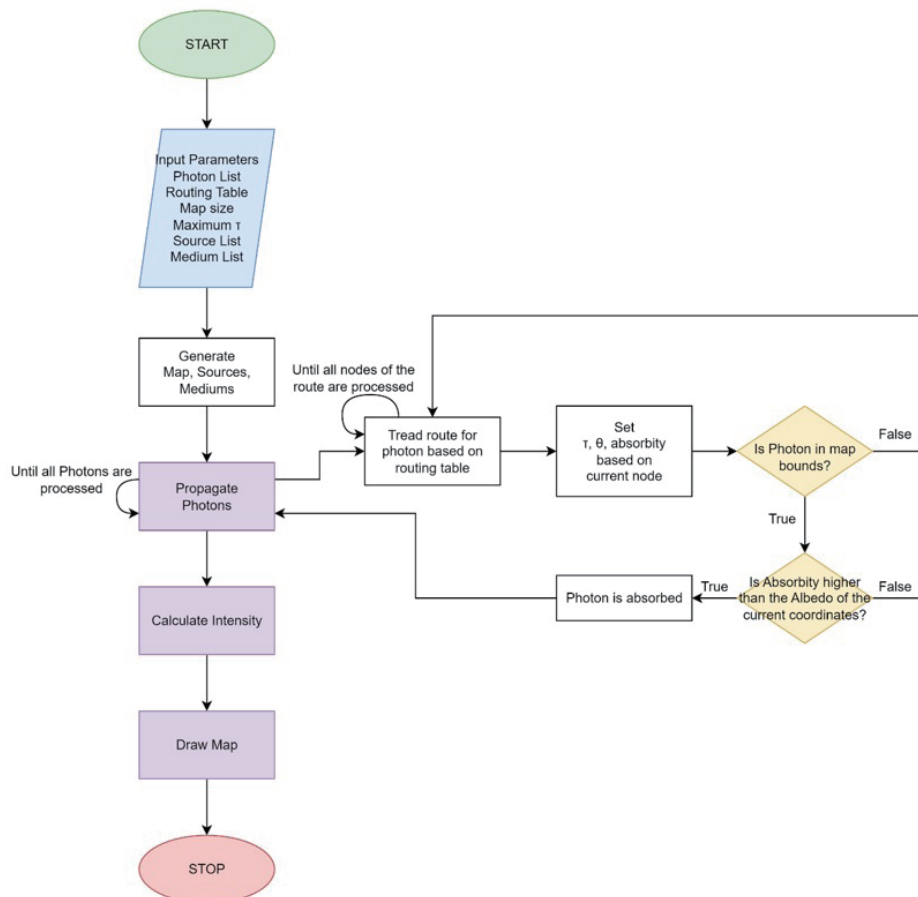 START
Input Parameters
Photon List
Routing Table
Map size
Maximum τ
Source List
Medium List
Generate
Map, Sources,
Mediums
Until all nodes of the
route are processed
Tread route for
photon based on
routing table
Set
τ, θ, absorbity
based on
current node
Is Photon in map
bounds?
False
True
Until all Photons are
processed
Propagate
Photons
Is Absorbity higher
than the Albedo of the
current coordinates?
False
True
Photon is absorbed
Calculate Intensity
Draw Map
STOP